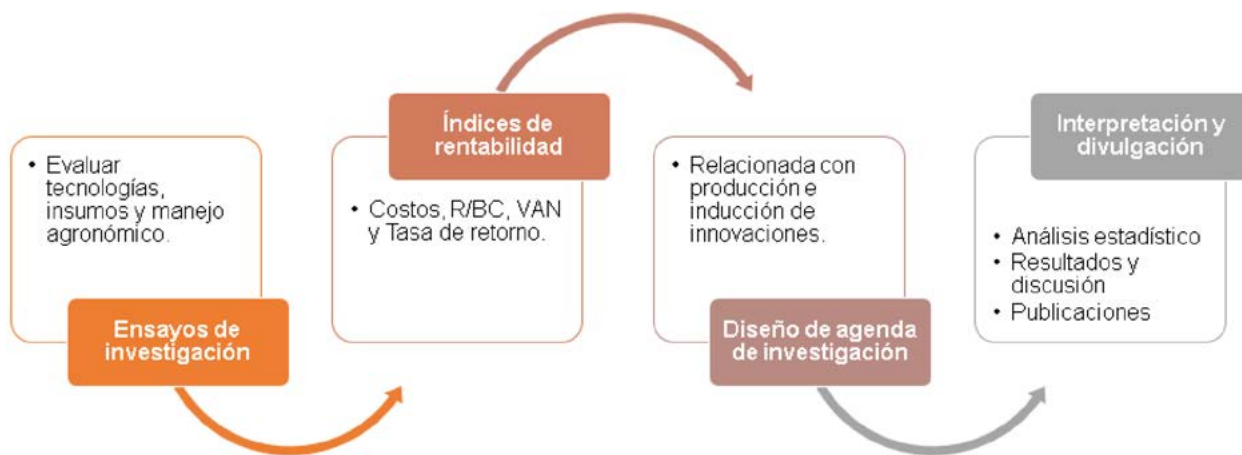 • Evaluar
tecnologías,
insumos y manejo
agronómico.
Ensayos de
investigación
Índices de
rentabilidad
• Costos, R/BC, VAN
y Tasa de retorno.
• Relacionada con
producción e
inducción de
innovaciones.
Diseño de agenda
de investigación
Interpretación y
divulgación
• Análisis estadístico
• Resultados y
discusión
• Publicaciones